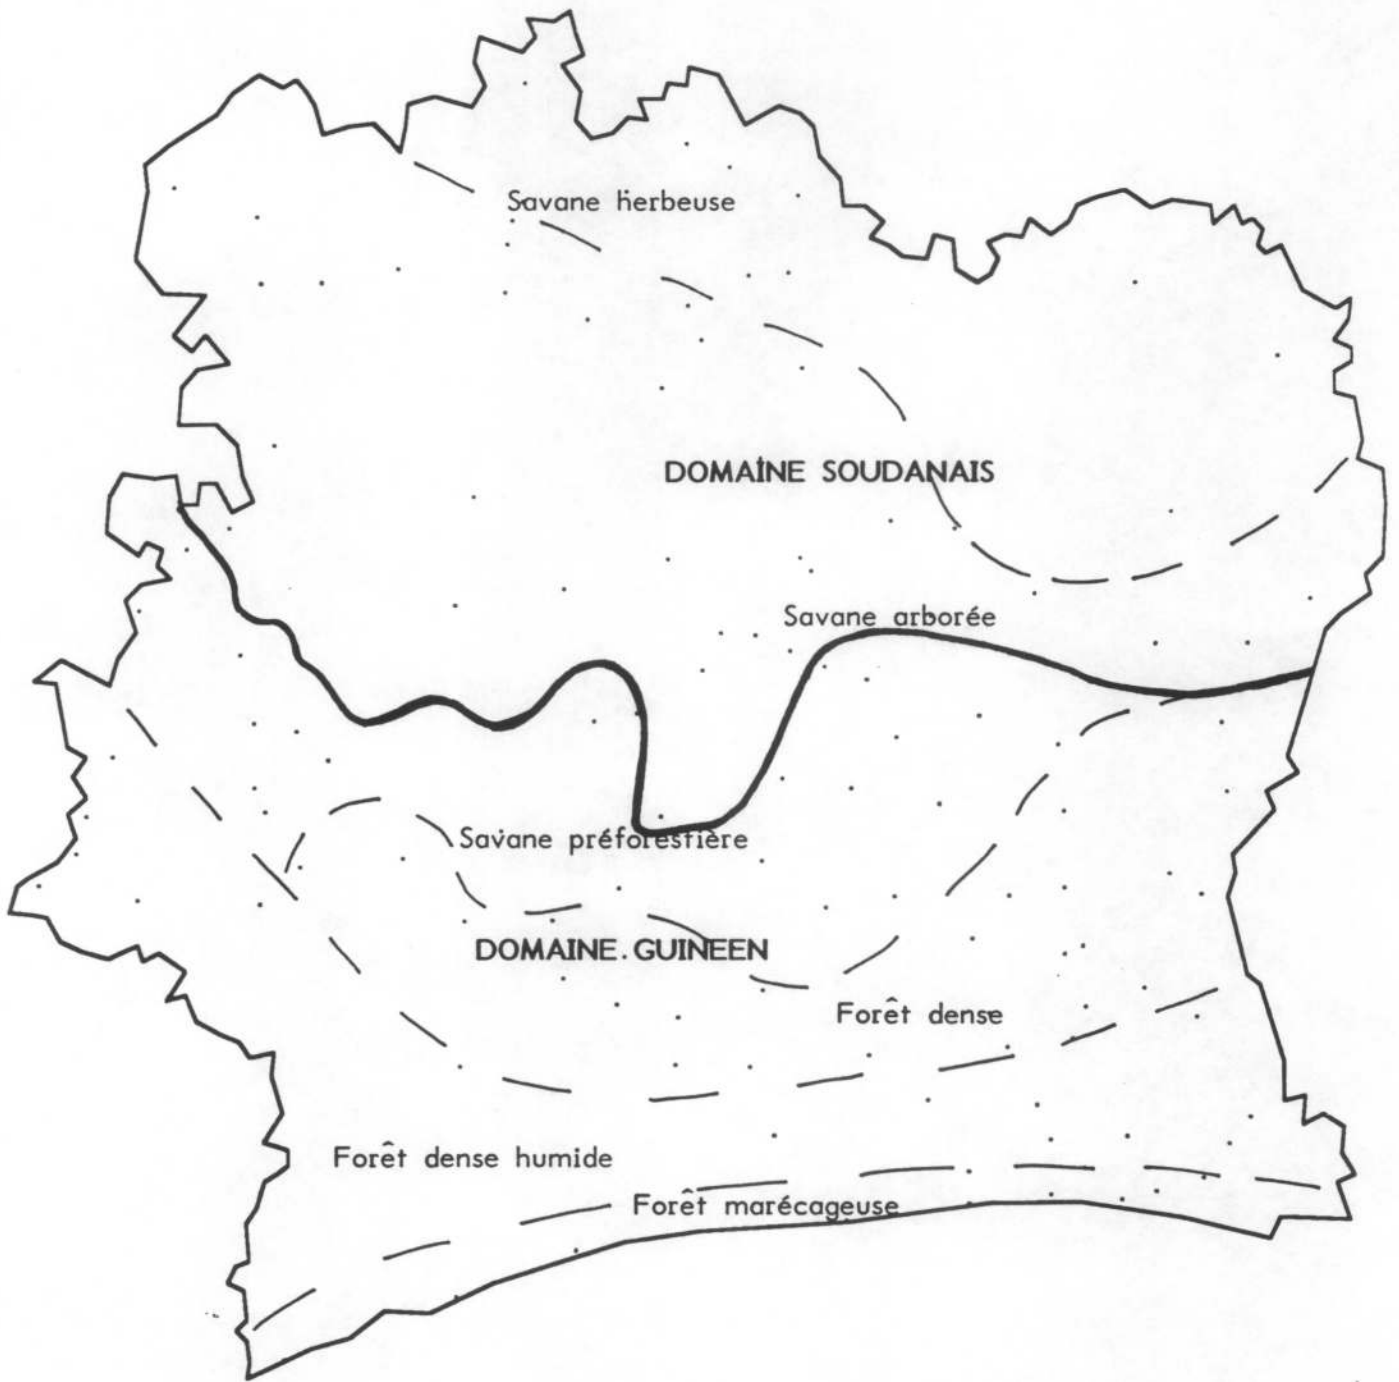 Savane herbeuse
DOMAINE SOUDANAIS
Savane arborée
Savane préforestière
DOMAINE GUINEEN
Forêt dense
Forêt dense humide
Forêt marécageuse